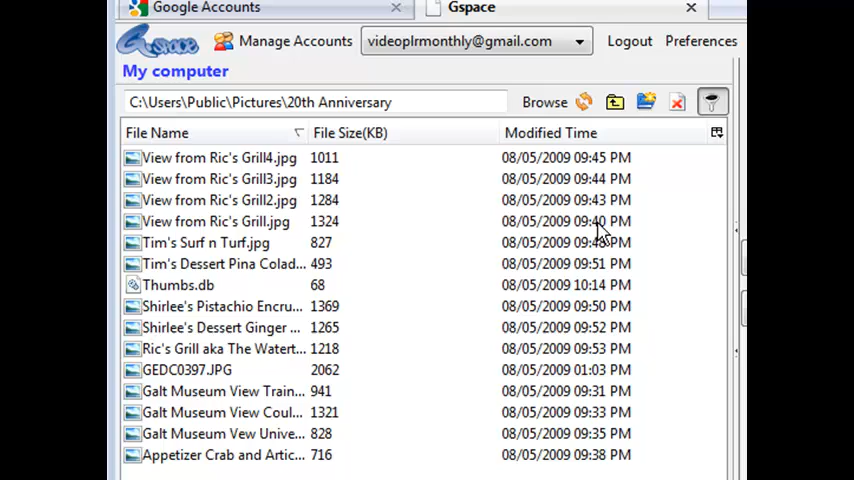 Google Accounts Gspace
Gspace Manage Accounts videoplrmonthly@gmail.com Logout Preferences
My computer
C:\Users\Public\Pictures\20th Anniversary Browse
File Name File Size(KB) Modified Time
View from Ric's Grill4.jpg 1011 08/05/2009 09:45 PM
View from Ric's Grill3.jpg 1184 08/05/2009 09:44 PM
View from Ric's Grill2.jpg 1284 08/05/2009 09:43 PM
View from Ric's Grill.jpg 1324 08/05/2009 09:40 PM
Tim's Surf n Turf.jpg 827 08/05/2009 09:48 PM
Tim's Dessert Pina Colad... 493 08/05/2009 09:51 PM
Thumbs.db 68 08/05/2009 10:14 PM
Shirlee's Pistachio Encru... 1369 08/05/2009 09:50 PM
Shirlee's Dessert Ginger ... 1265 08/05/2009 09:52 PM
Ric's Grill aka The Watert... 1218 08/05/2009 09:53 PM
GEDC0397.JPG 2062 08/05/2009 01:03 PM
Galt Museum View Train... 941 08/05/2009 09:31 PM
Galt Museum View Coul... 1321 08/05/2009 09:33 PM
Galt Museum Vew Unive... 828 08/05/2009 09:35 PM
Appetizer Crab and Artic... 716 08/05/2009 09:38 PM